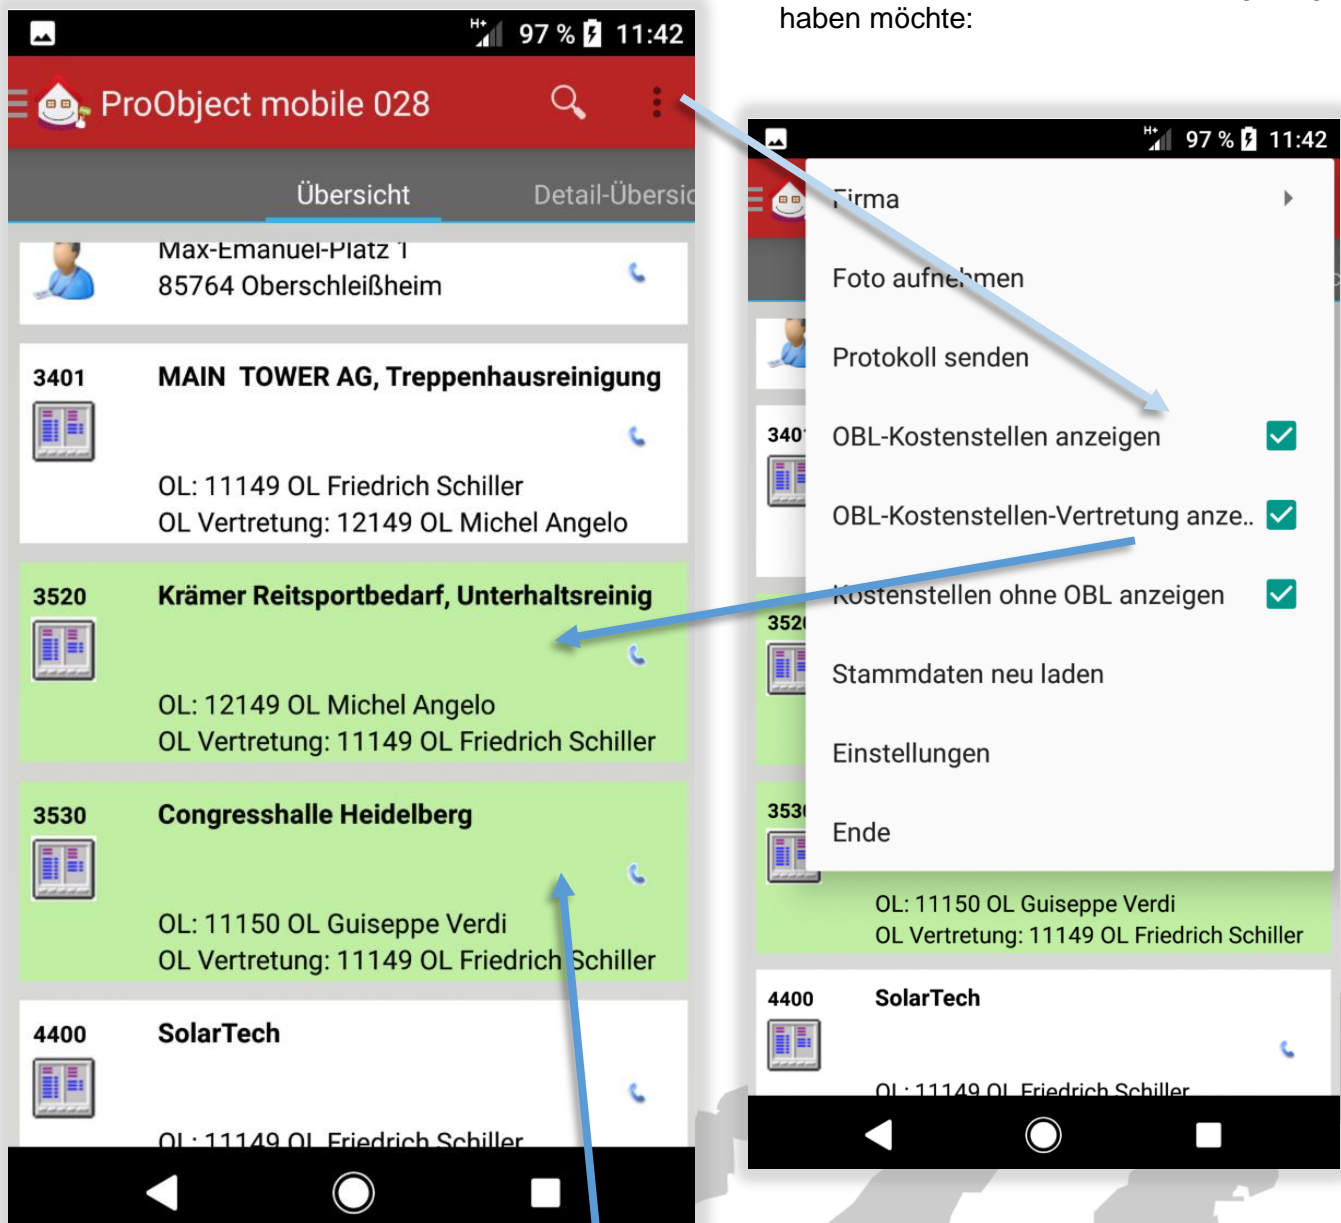 haben möchte:
H+ 97 % 11:42
ProObject mobile 028
Übersicht Detail-Übersic
Max-Emanuel-Platz 1
85764 Oberschleißheim
3401 MAIN TOWER AG, Treppenhausreinigung
OL: 11149 OL Friedrich Schiller
OL Vertretung: 12149 OL Michel Angelo
3520 Krämer Reitsportbedarf, Unterhaltsreinig
OL: 12149 OL Michel Angelo
OL Vertretung: 11149 OL Friedrich Schiller
3530 Congresshalle Heidelberg
OL: 11150 OL Guiseppe Verdi
OL Vertretung: 11149 OL Friedrich Schiller
4400 SolarTech
OL: 11149 OL Friedrich Schiller
H+ 97 % 11:42
Firma
Foto aufnehmen
Protokoll senden
340
OBL-Kostenstellen anzeigen
OBL-Kostenstellen-Vertretung anze..
Kostenstellen ohne OBL anzeigen
352
Stammdaten neu laden
Einstellungen
353
Ende
OL: 11150 OL Guiseppe Verdi
OL Vertretung: 11149 OL Friedrich Schiller
4400 SolarTech
OL: 11149 OL Friedrich Schiller